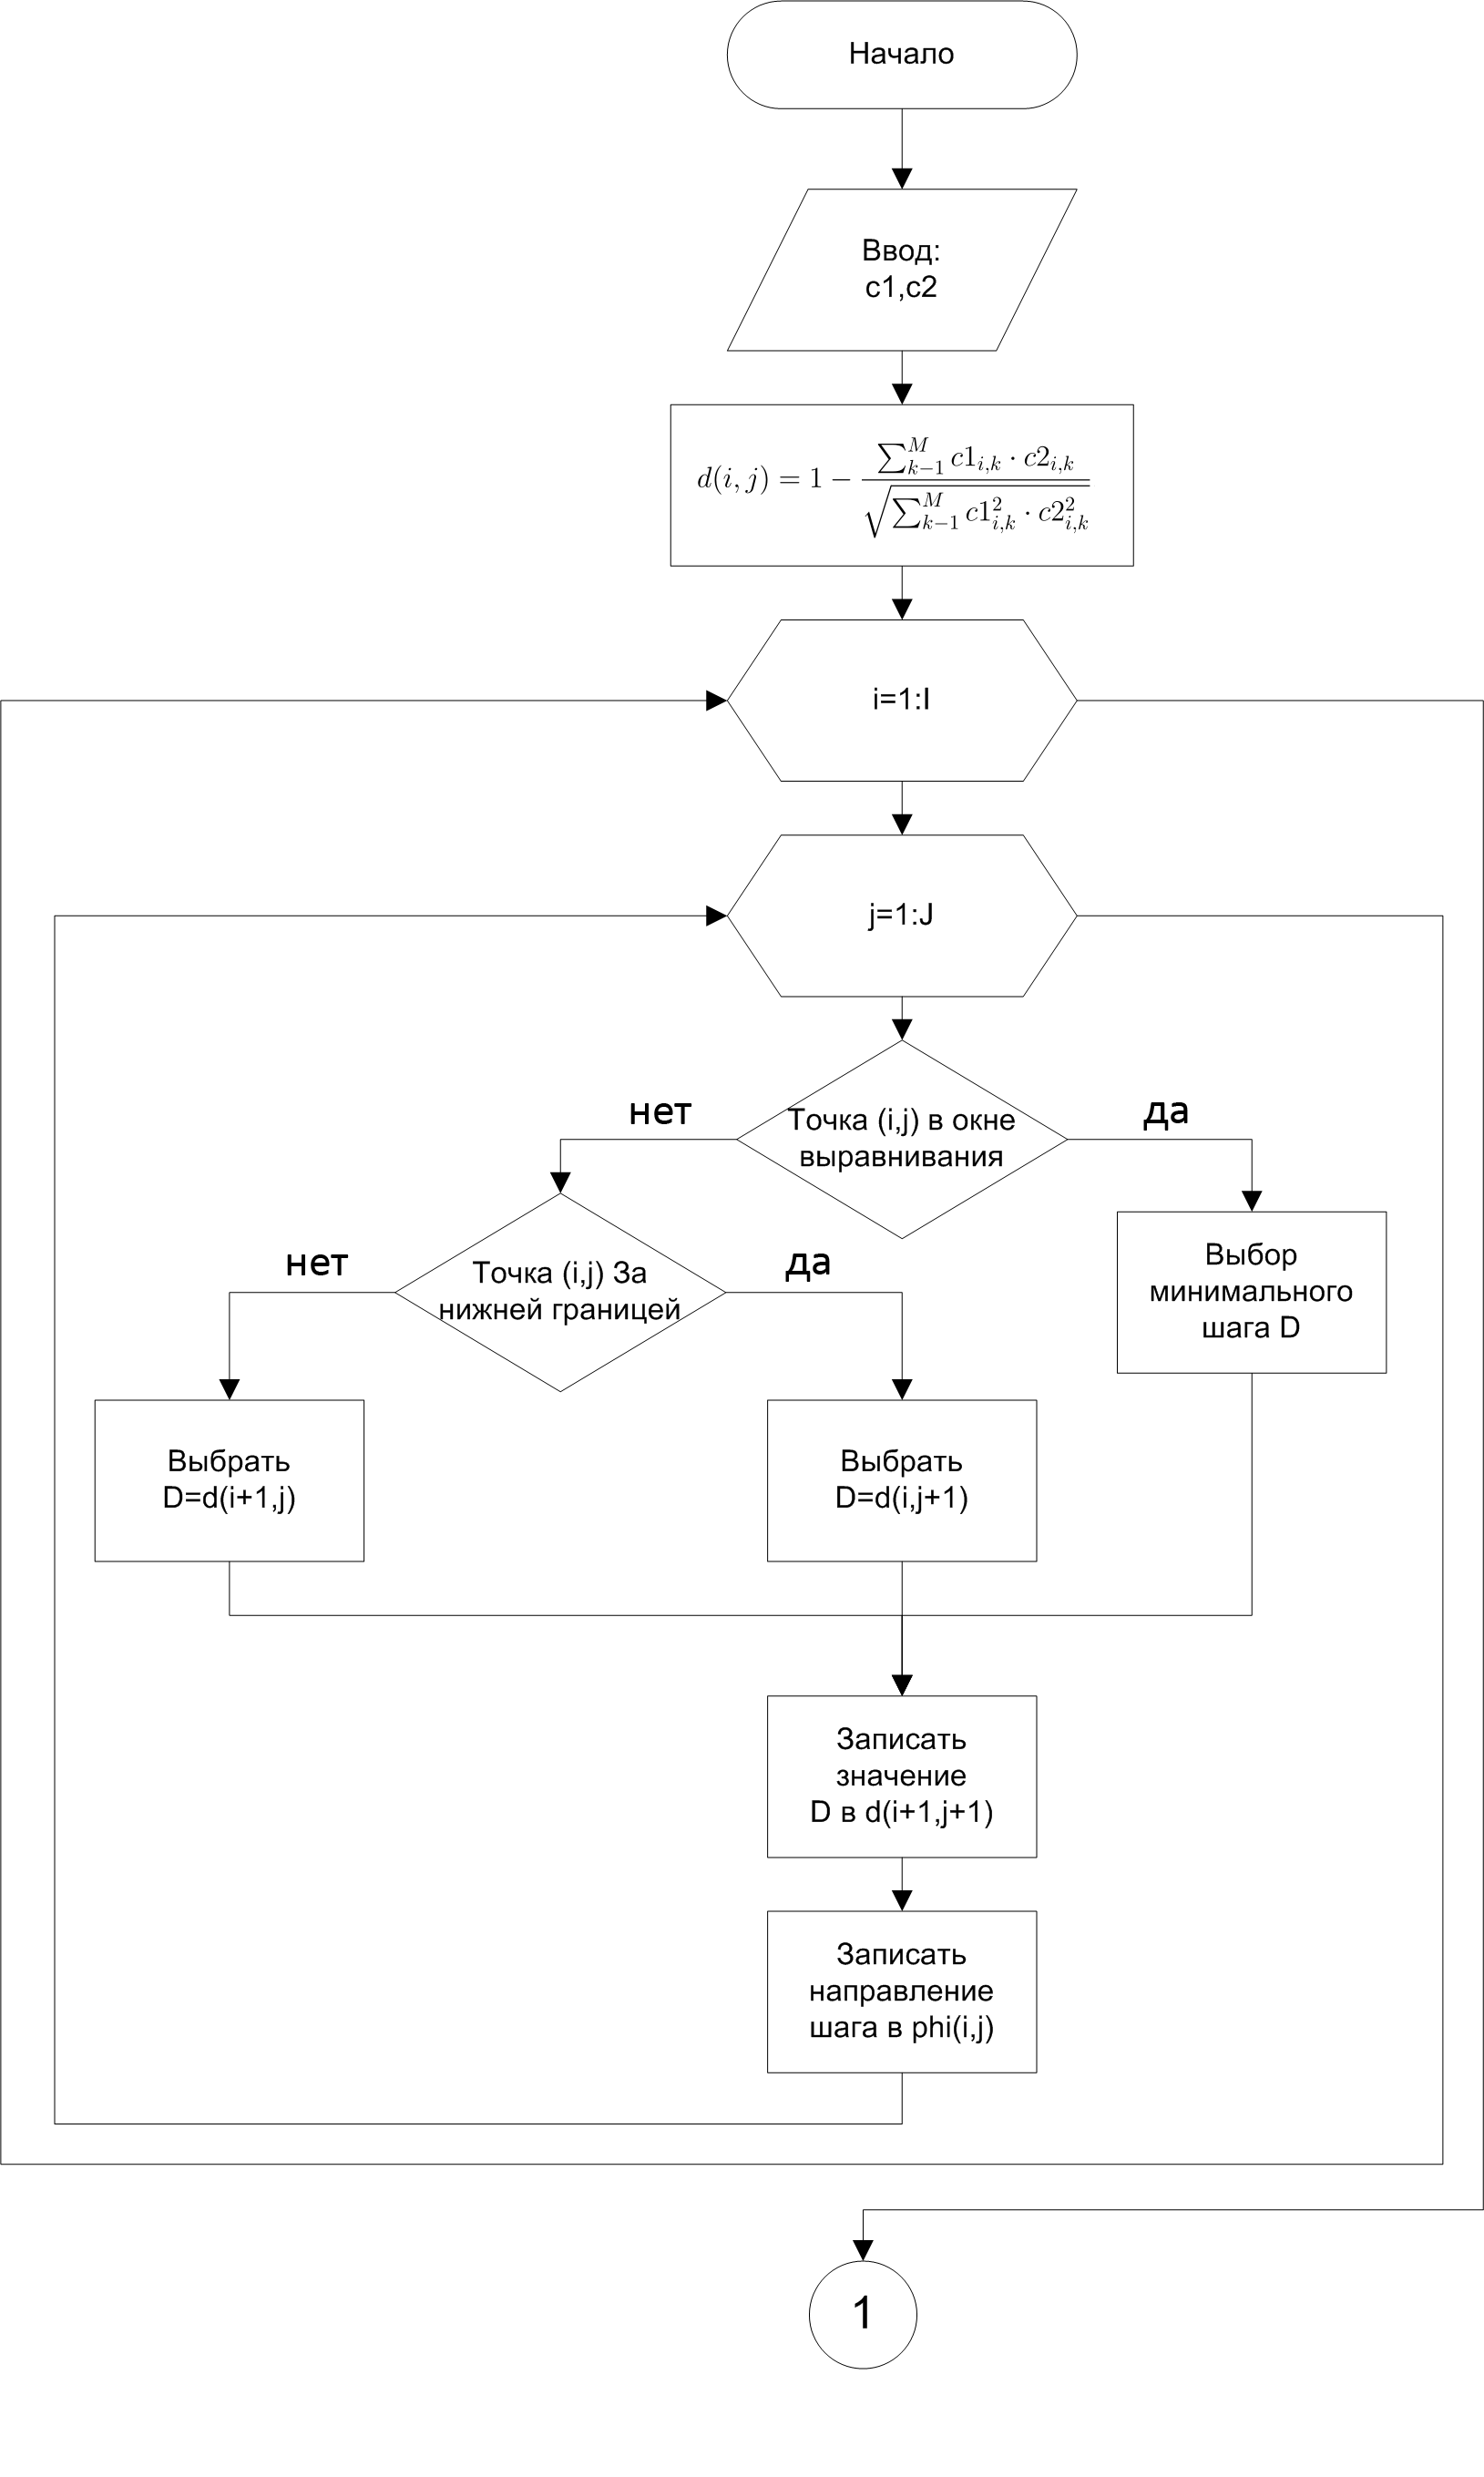 Начало
Ввод:
c1,c2
d(i, j) = 1 − \frac{\sum_{k-1}^{M} c1_{i,k} \cdot c2_{i,k}}{\sqrt{\sum_{k-1}^{M} c1_{i,k}^{2} \cdot c2_{i,k}^{2}}}
i=1:I
j=1:J
нет
да
Точка (i,j) в окне
выравнивания
нет
да
Точка (i,j) За
нижней границей
Выбор
минимального
шага D
Выбрать
D=d(i+1,j)
Выбрать
D=d(i,j+1)
Записать
значение
D в d(i+1,j+1)
Записать
направление
шага в phi(i,j)
1